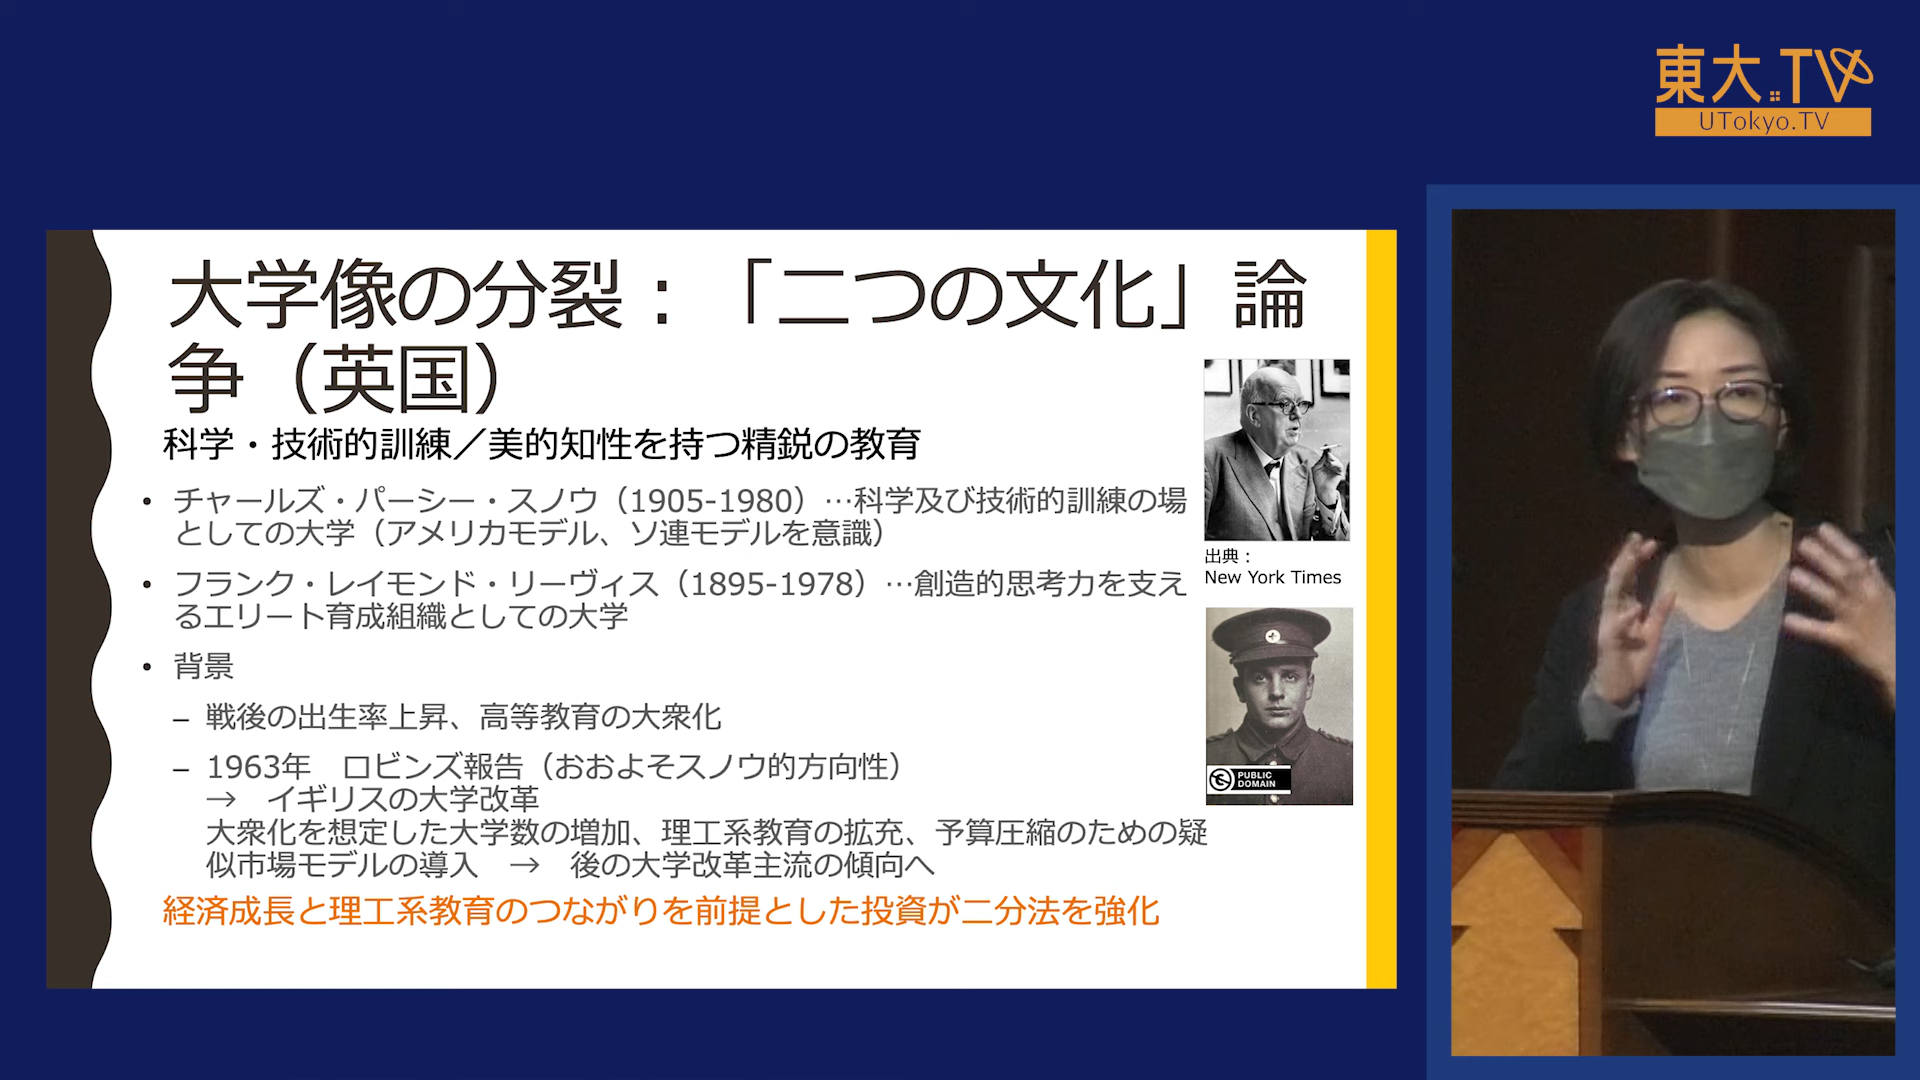 東大.TV
UTokyo.TV
大学像の分裂：「二つの文化」論
争（英国）
科学・技術的訓練／美的知性を持つ精鋭の教育
• チャールズ・パーシー・スノウ（1905-1980）…科学及び技術的訓練の場
としての大学（アメリカモデル、ソ連モデルを意識）
• フランク・レイモンド・リーヴィス（1895-1978）…創造的思考力を支え
るエリート育成組織としての大学
• 背景
– 戦後の出生率上昇、高等教育の大衆化
– 1963年　ロビンズ報告（おおよそスノウ的方向性）
→　イギリスの大学改革
大衆化を想定した大学数の増加、理工系教育の拡充、予算圧縮のための疑
似市場モデルの導入　→　後の大学改革主流の傾向へ
経済成長と理工系教育のつながりを前提とした投資が二分法を強化
出典：
New York Times
PUBLIC
DOMAIN